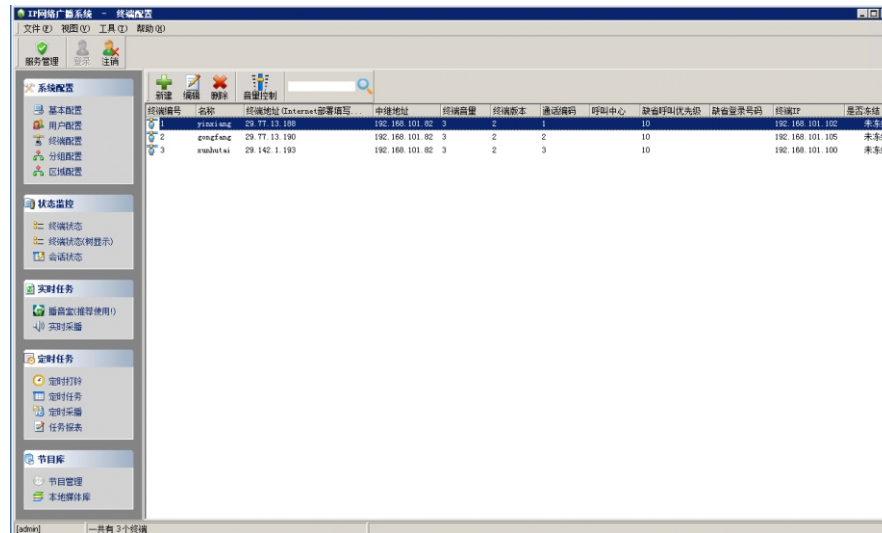 IP网络广播系统 - 终端配置
文件(F) 视图(V) 工具(T) 帮助(H)
服务管理 登录 注销
系统配置
基本配置
用户配置
终端配置
分组配置
区域配置
状态监控
终端状态
终端状态(树显示)
会话状态
实时任务
播音室(推荐使用!)
实时采播
定时任务
定时打铃
定时任务
定时采播
任务报表
节目库
节目管理
本地媒体库
新建 编辑 删除 音量控制
终端编号 名称 终端地址(Internet部署填写... 中继地址 终端音量 终端版本 通话编码 呼叫中心 缺省呼叫优先级 缺省登录号码 终端IP 是否冻结
1 yinxiang 29.77.13.188 192.168.101.82 3 2 1 10 192.168.101.102 未冻
2 gongfang 29.77.13.190 192.168.101.82 3 2 2 10 192.168.101.105 未冻
3 xunhutai 29.142.1.193 192.168.101.82 3 2 3 10 192.168.101.100 未冻
[admin] 一共有 3个终端